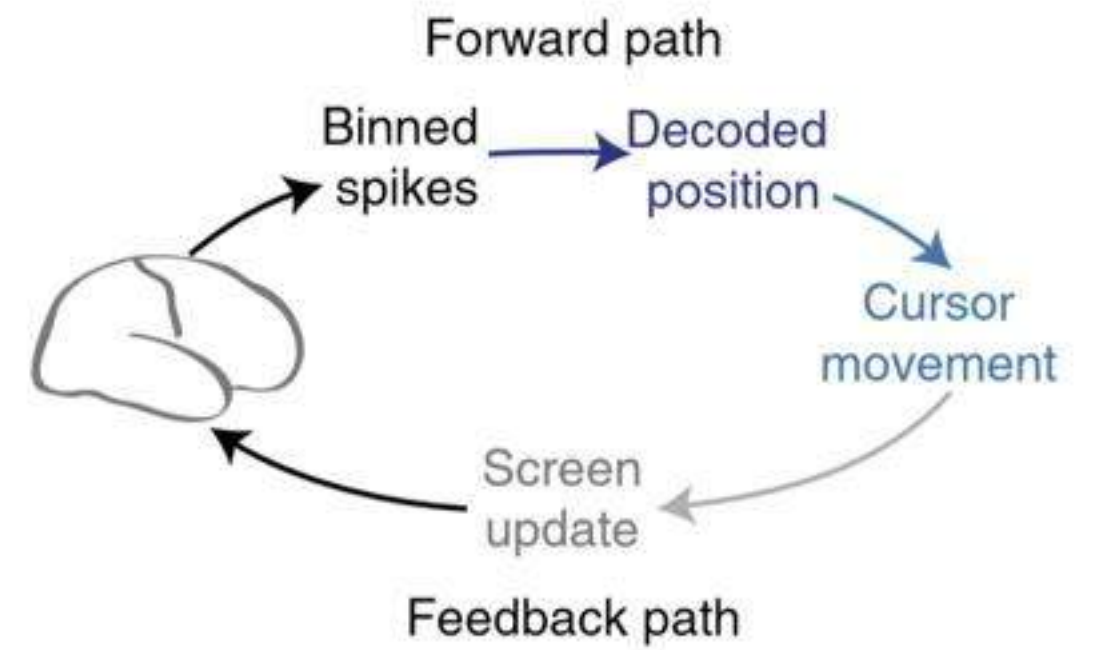 Forward path
Binned
spikes
Decoded
position
Cursor
movement
Screen
update
Feedback path